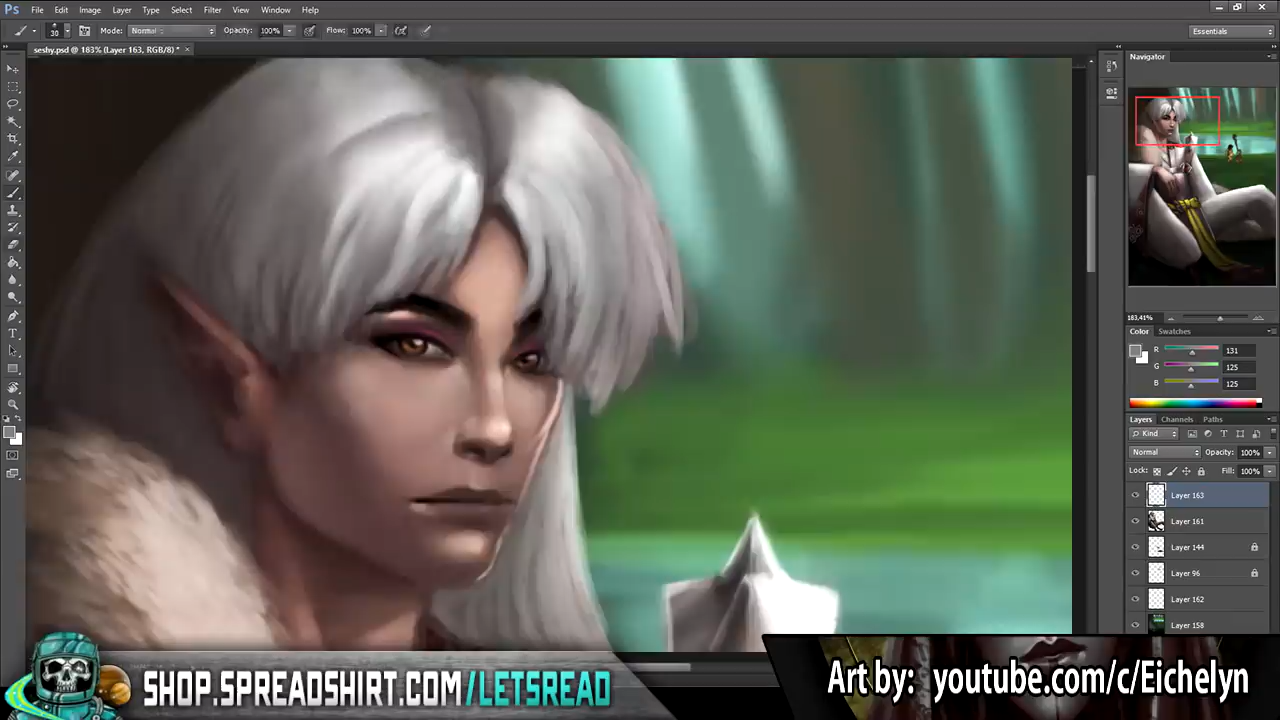 Ps File Edit Image Layer Type Select Filter View Window Help
30 Mode: Normal Opacity: 100% Flow: 100% Essentials
seshy.psd @ 183% (Layer 163, RGB/8) * ×
Navigator
183.41%
Color Swatches
R 131
G 125
B 125
Layers Channels Paths
Kind
Normal Opacity: 100%
Lock: Fill: 100%
Layer 163
Layer 161
Layer 144
Layer 96
Layer 162
Layer 158
SHOP.SPREADSHIRT.COM/LETSREAD
Art by: youtube.com/c/Eichelyn